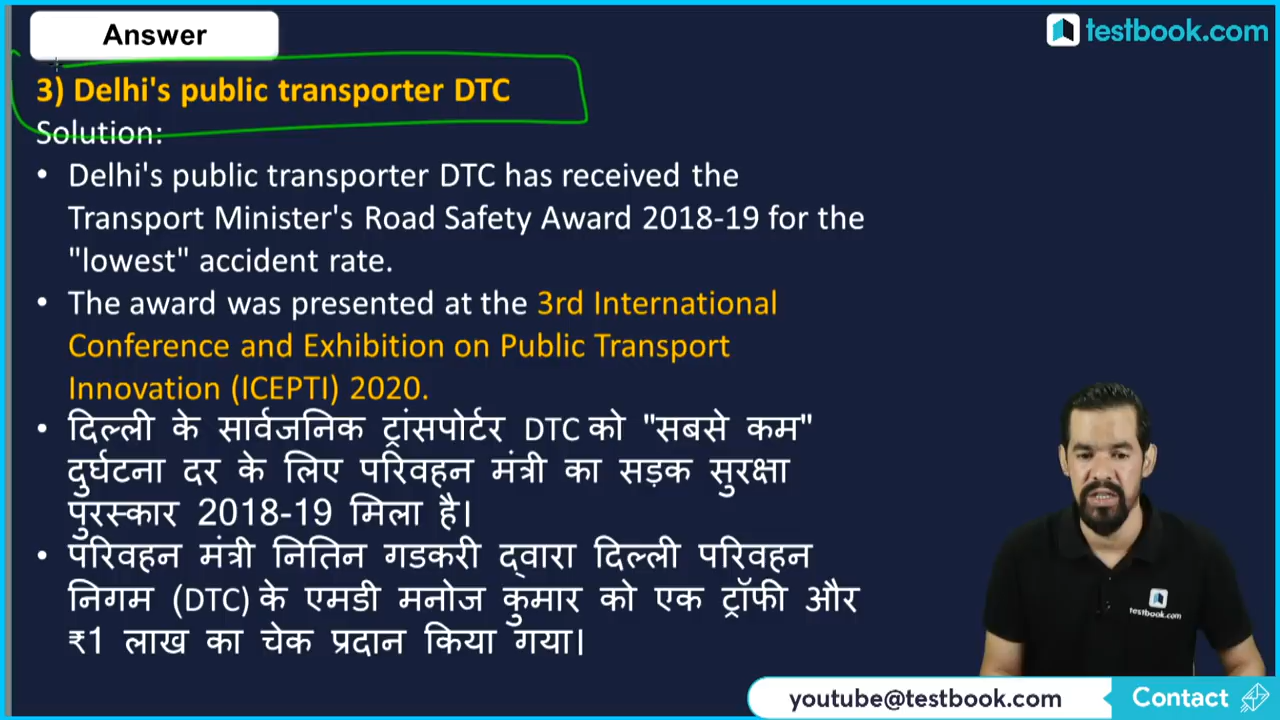 Answer
testbook.com
3) Delhi's public transporter DTC
Solution:
• Delhi's public transporter DTC has received the
Transport Minister's Road Safety Award 2018-19 for the
"lowest" accident rate.
• The award was presented at the 3rd International
Conference and Exhibition on Public Transport
Innovation (ICEPTI) 2020.
• दिल्ली के सार्वजनिक ट्रांसपोर्टर DTC को "सबसे कम"
दुर्घटना दर के लिए परिवहन मंत्री का सड़क सुरक्षा
पुरस्कार 2018-19 मिला है।
• परिवहन मंत्री नितिन गडकरी द्वारा दिल्ली परिवहन
निगम (DTC) के एमडी मनोज कुमार को एक ट्रॉफी और
₹1 लाख का चेक प्रदान किया गया।
testbook.com
youtube@testbook.com
Contact